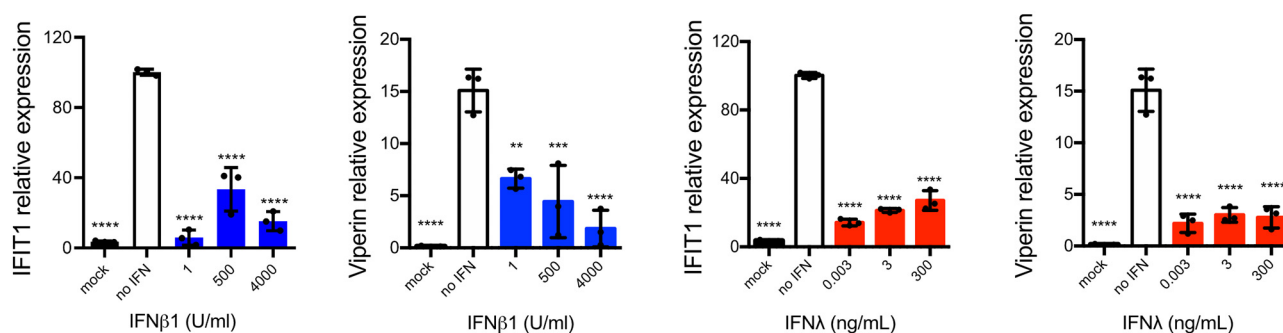 IFIT1 relative expression
120
80
40
0
****
****
****
****
mock
no IFN
1
500
4000
IFNβ1 (U/ml)
Viperin relative expression
20
15
10
5
0
****
**
***
****
mock
no IFN
1
500
4000
IFNβ1 (U/ml)
IFIT1 relative expression
120
80
40
0
****
****
****
****
mock
no IFN
0.003
3
300
IFNλ (ng/mL)
Viperin relative expression
20
15
10
5
0
****
****
****
****
mock
no IFN
0.003
3
300
IFNλ (ng/mL)